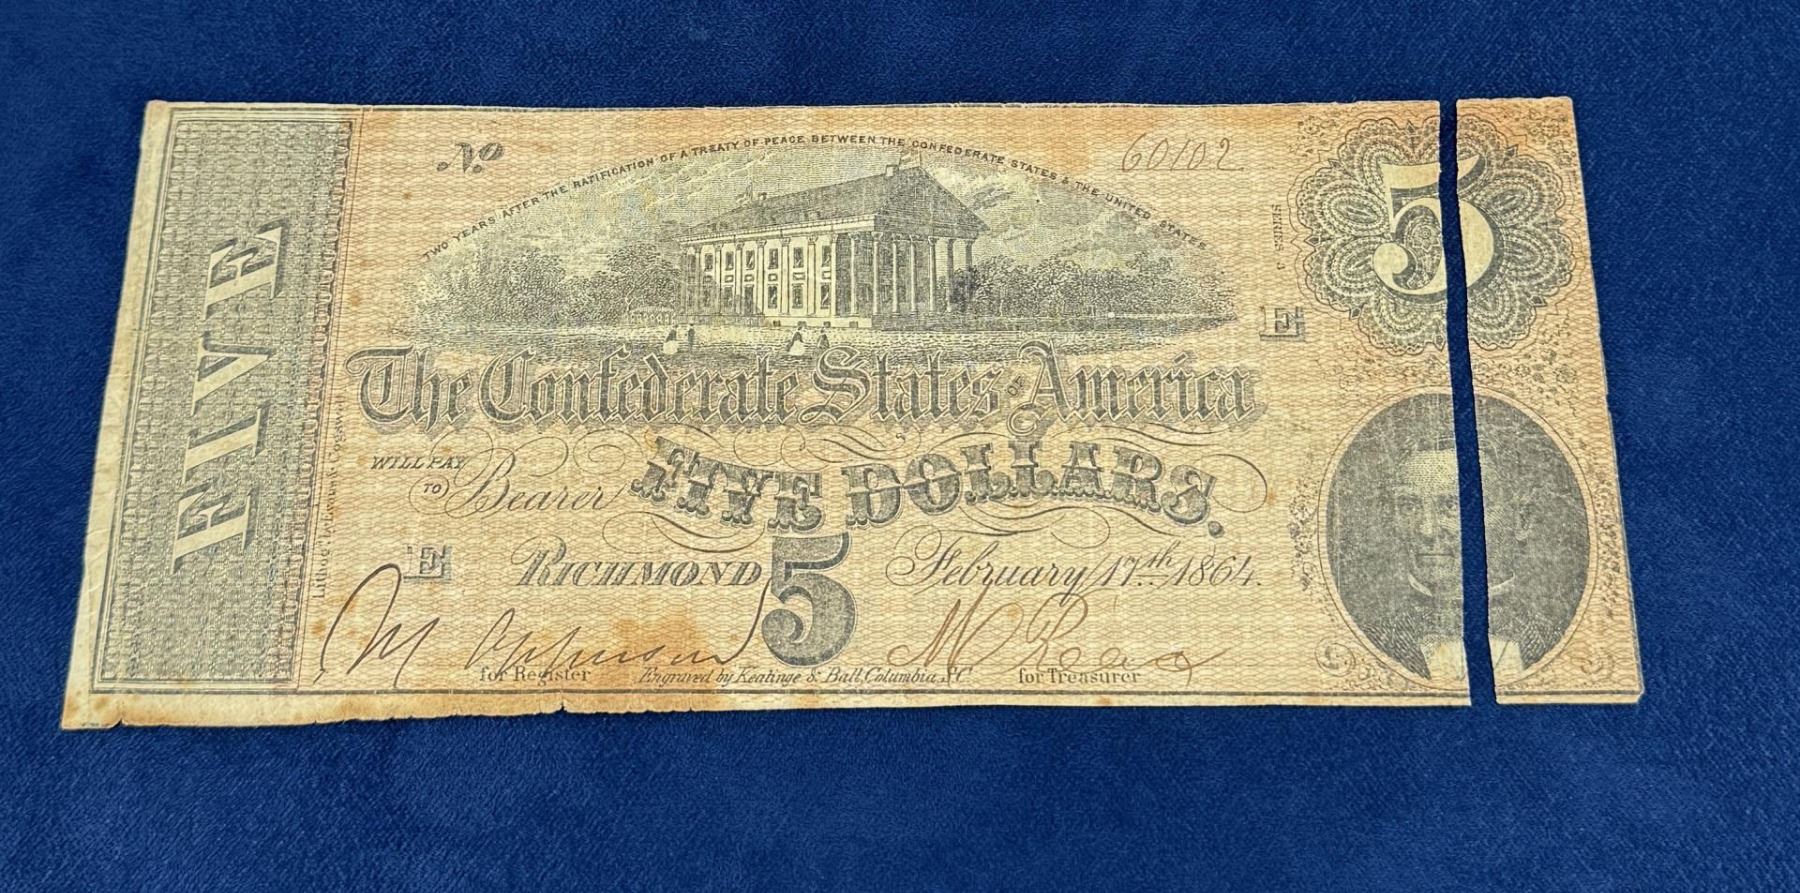 No 60102
TWO YEARS AFTER THE RATIFICATION OF A TREATY OF PEACE BETWEEN THE CONFEDERATE STATES & THE UNITED STATES
5
SERIES 3
FIVE
E
The Confederate States OF America
WILL PAY
TO Bearer FIVE DOLLARS.
E
RICHMOND 5 February 17th 1864.
for Register
Engraved by Keatinge & Ball, Columbia, S.C.
for Treasurer